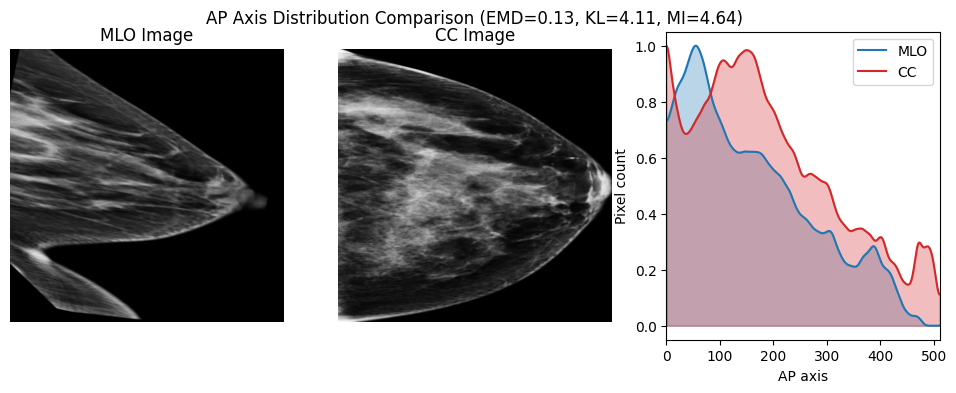 AP Axis Distribution Comparison (EMD=0.13, KL=4.11, MI=4.64)
MLO Image
CC Image
MLO
CC
Pixel count
1.0
0.8
0.6
0.4
0.2
0.0
0 100 200 300 400 500
AP axis